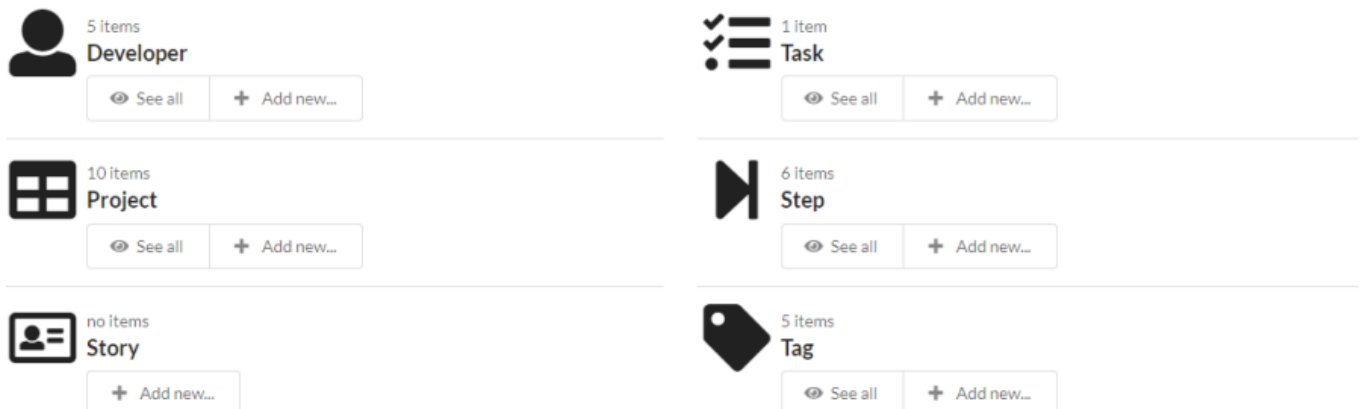 5 items
Developer
See all
Add new...
1 item
Task
See all
Add new...
10 items
Project
See all
Add new...
6 items
Step
See all
Add new...
no items
Story
Add new...
5 items
Tag
See all
Add new...